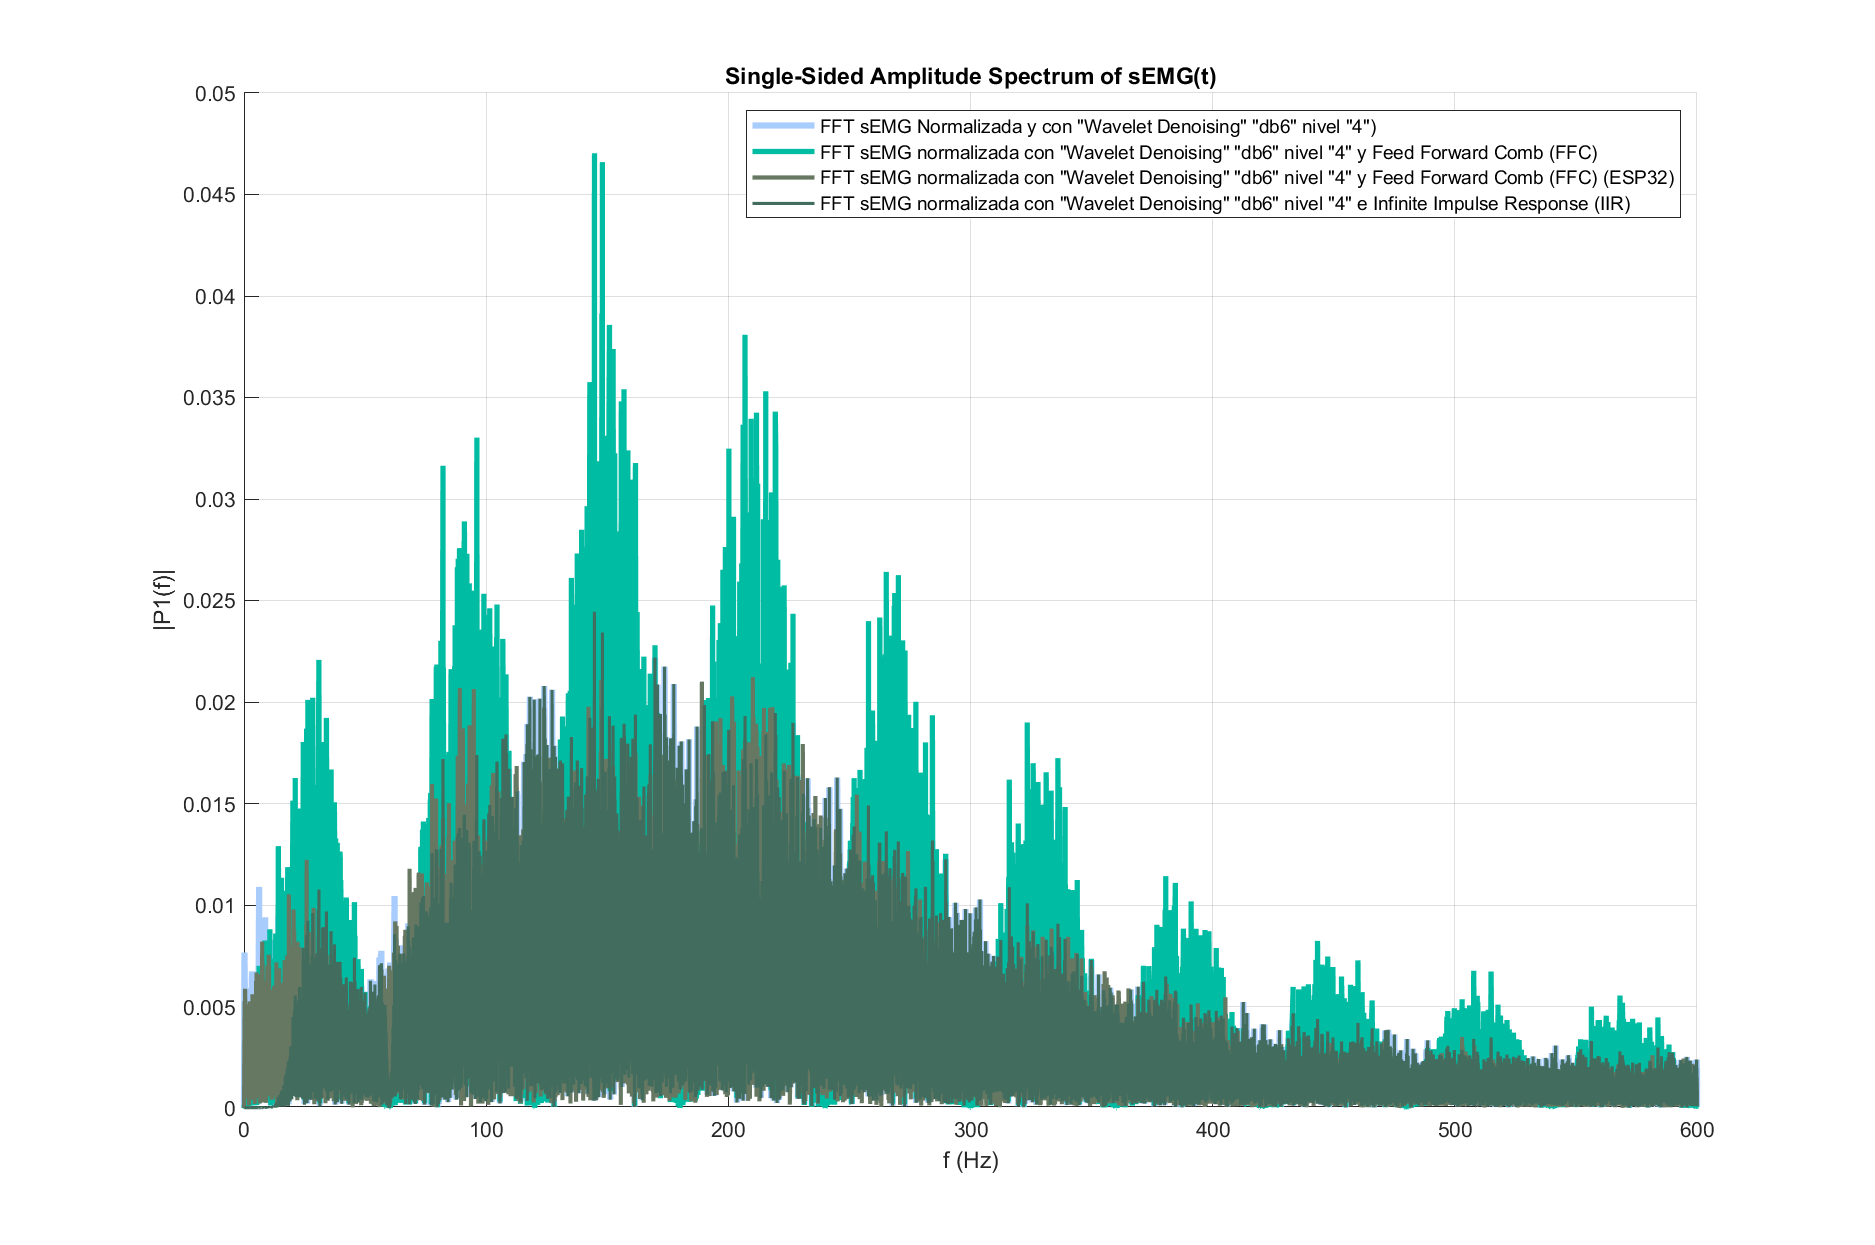 Single-Sided Amplitude Spectrum of sEMG(t)
FFT sEMG Normalizada y con "Wavelet Denoising" "db6" nivel "4")
FFT sEMG normalizada con "Wavelet Denoising" "db6" nivel "4" y Feed Forward Comb (FFC)
FFT sEMG normalizada con "Wavelet Denoising" "db6" nivel "4" y Feed Forward Comb (FFC) (ESP32)
FFT sEMG normalizada con "Wavelet Denoising" "db6" nivel "4" e Infinite Impulse Response (IIR)
0.05
0.045
0.04
0.035
0.03
0.025
0.02
0.015
0.01
0.005
0
|P1(f)|
0 100 200 300 400 500 600
f (Hz)